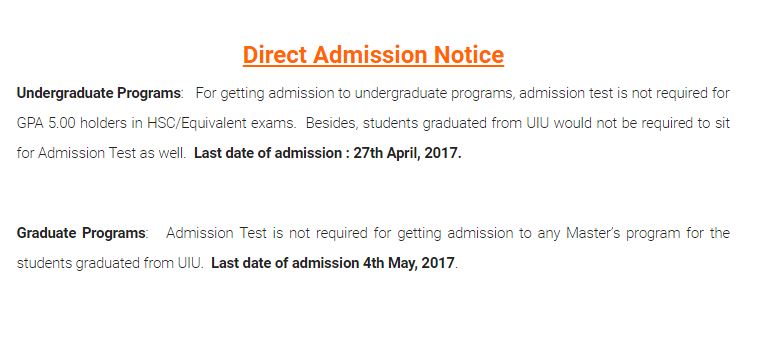 Direct Admission Notice
Undergraduate Programs: For getting admission to undergraduate programs, admission test is not required for
GPA 5.00 holders in HSC/Equivalent exams. Besides, students graduated from UIU would not be required to sit
for Admission Test as well. Last date of admission : 27th April, 2017.
Graduate Programs: Admission Test is not required for getting admission to any Master's program for the
students graduated from UIU. Last date of admission 4th May, 2017.